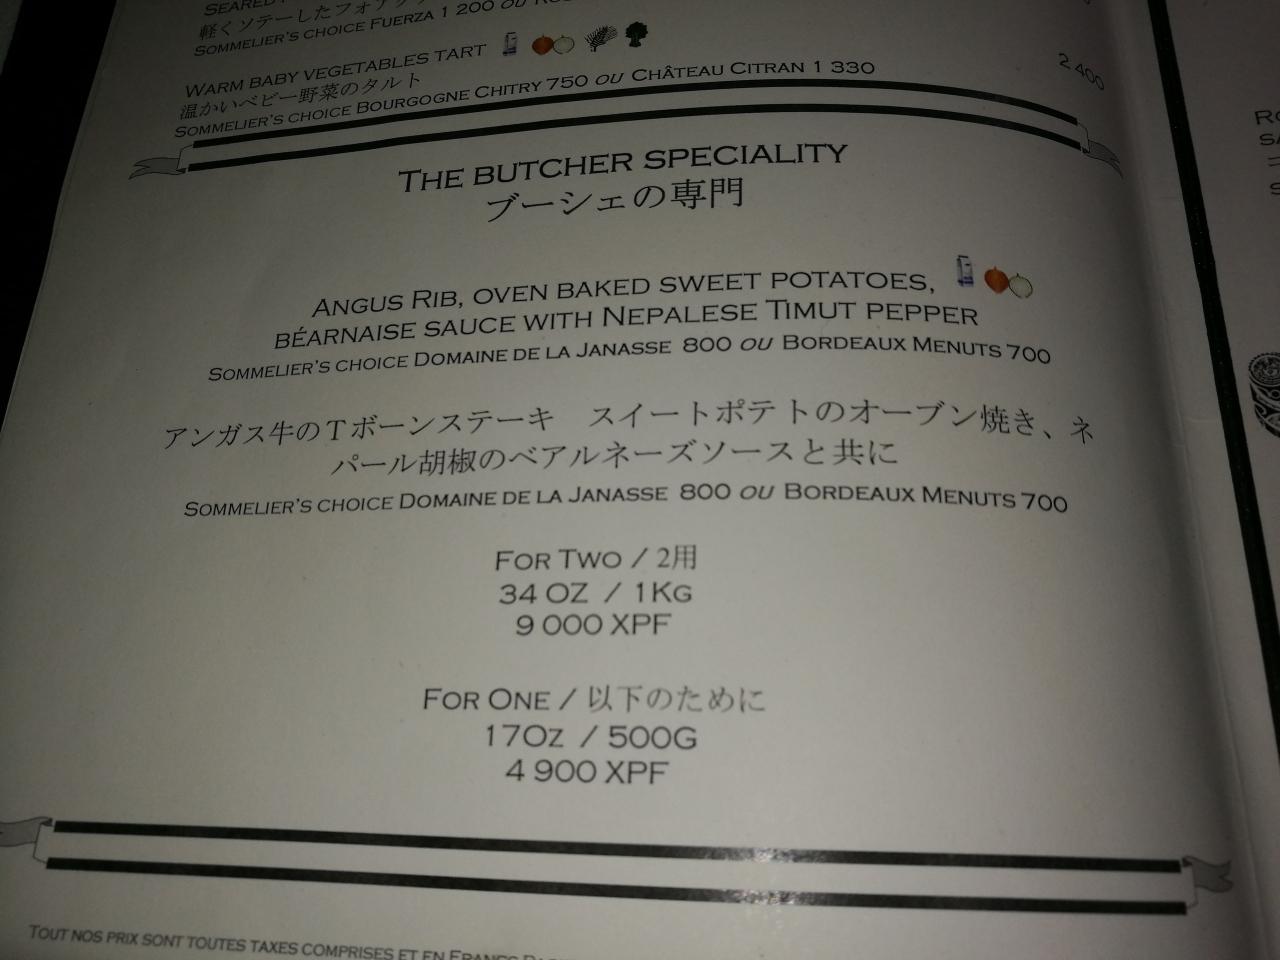 SEARED
軽くソテーしたフォアグラ
SOMMELIER'S CHOICE FUERZA 1 200 OU
WARM BABY VEGETABLES TART
2 400
温かいベビー野菜のタルト
SOMMELIER'S CHOICE BOURGOGNE CHITRY 750 OU CHÂTEAU CITRAN 1 330
THE BUTCHER SPECIALITY
ブーシェの専門
ANGUS RIB, OVEN BAKED SWEET POTATOES,
BÉARNAISE SAUCE WITH NEPALESE TIMUT PEPPER
SOMMELIER'S CHOICE DOMAINE DE LA JANASSE 800 OU BORDEAUX MENUTS 700
アンガス牛のTボーンステーキ　スイートポテトのオーブン焼き、ネ
パール胡椒のベアルネーズソースと共に
SOMMELIER'S CHOICE DOMAINE DE LA JANASSE 800 OU BORDEAUX MENUTS 700
FOR TWO / 2用
34 OZ / 1KG
9 000 XPF
FOR ONE / 以下のために
17OZ / 500G
4 900 XPF
TOUT NOS PRIX SONT TOUTES TAXES COMPRISES ET EN FRANCS